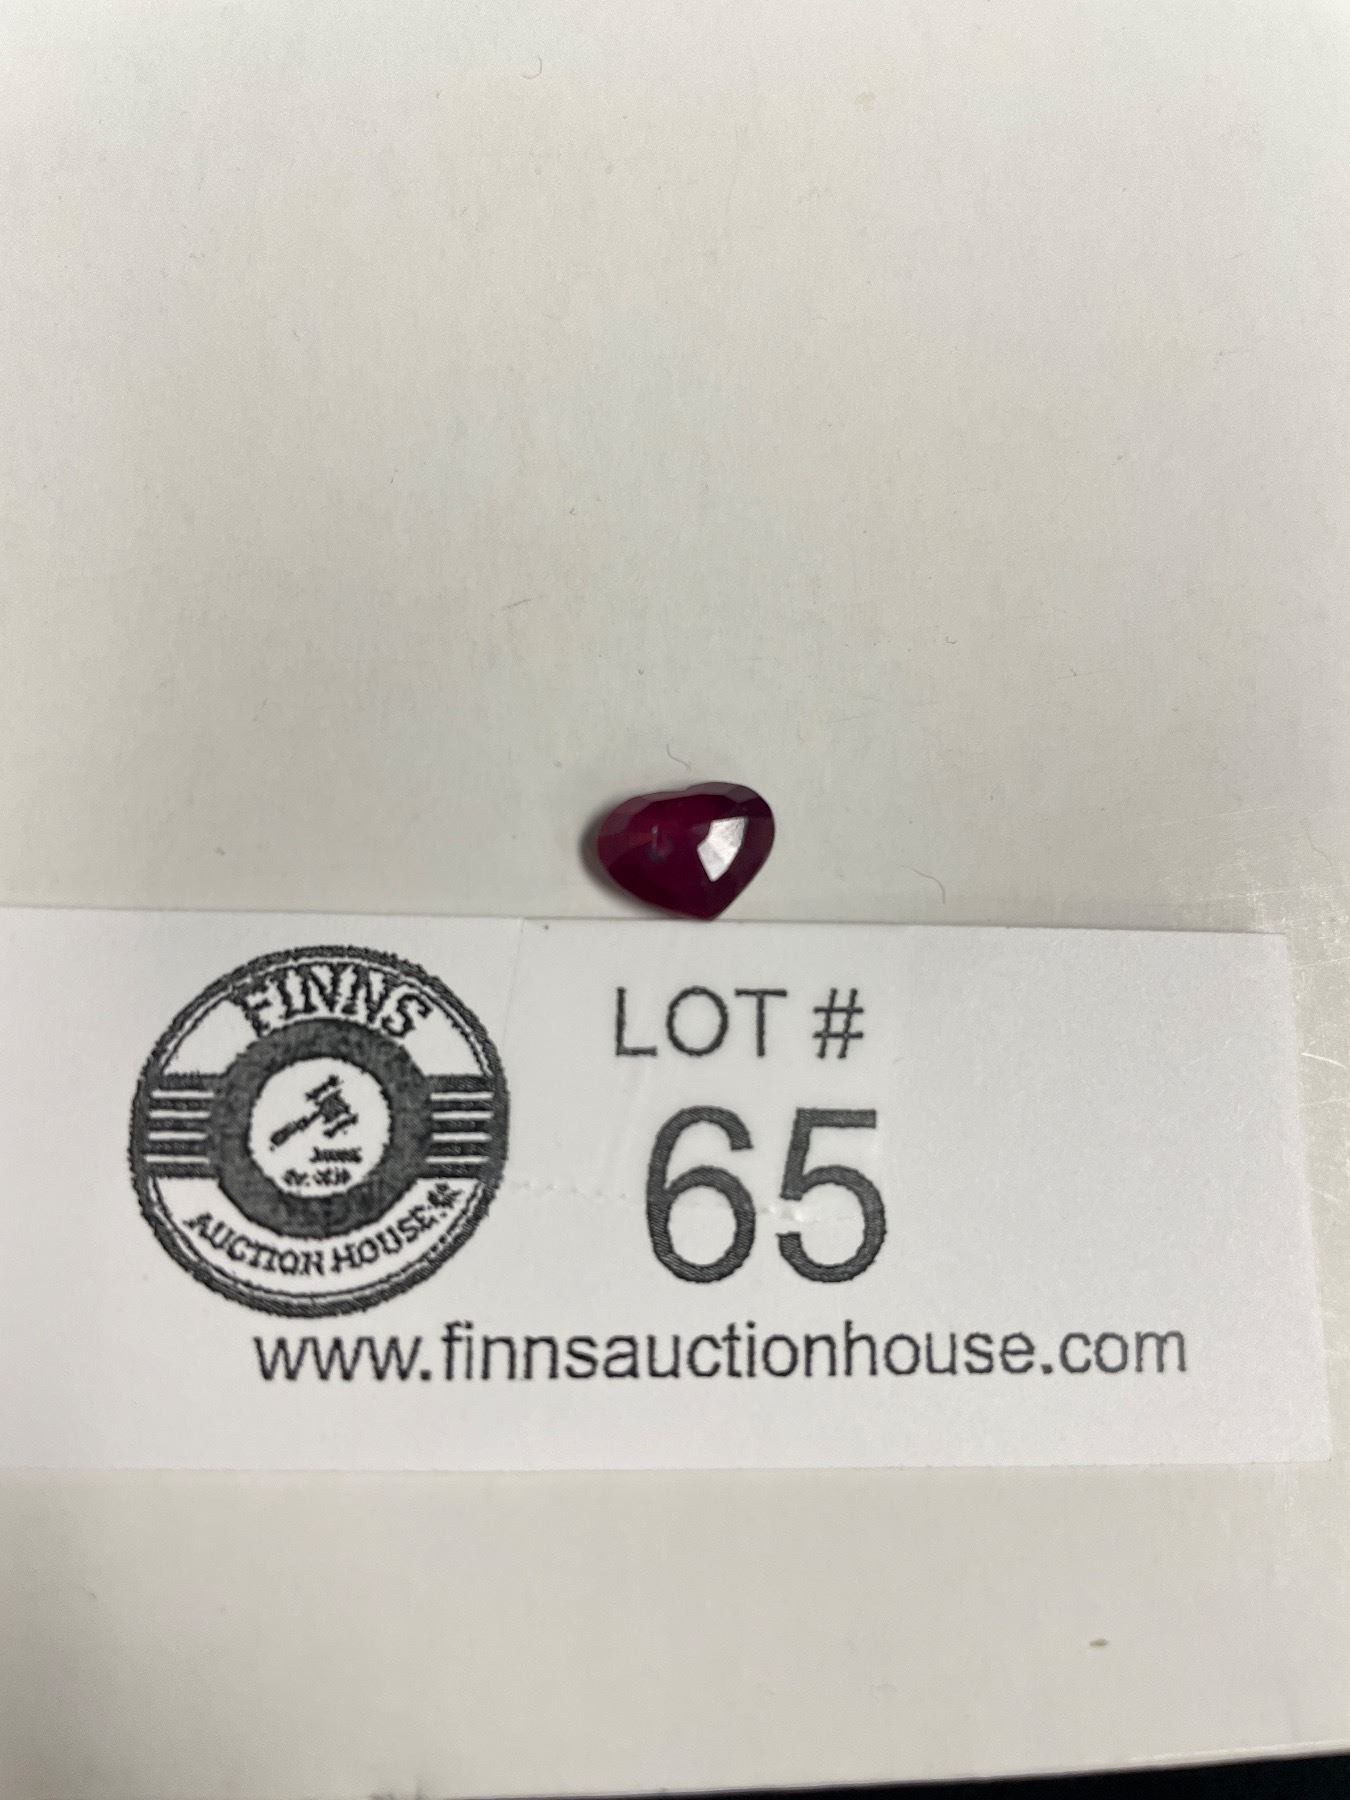 FINNS
AUCTION HOUSE
LOT #
65
www.finnsauctionhouse.com